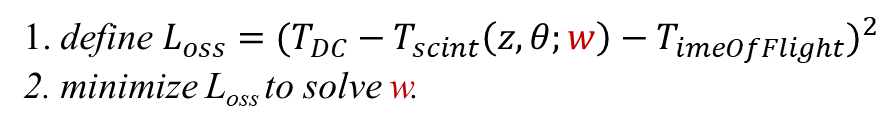 1. define L_oss = (T_DC − T_scint(z, θ; w) − T_imeOfFlight)²
2. minimize L_oss to solve w.